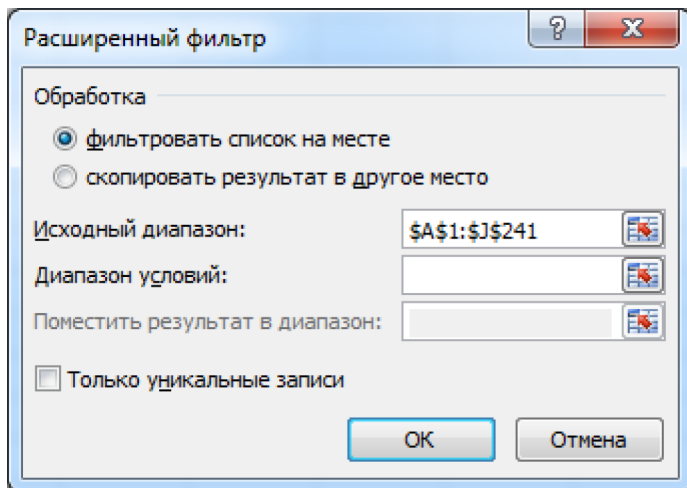 Расширенный фильтр
?
Обработка
фильтровать список на месте
скопировать результат в другое место
Исходный диапазон: $A$1:$J$241
Диапазон условий:
Поместить результат в диапазон:
Только уникальные записи
ОК Отмена